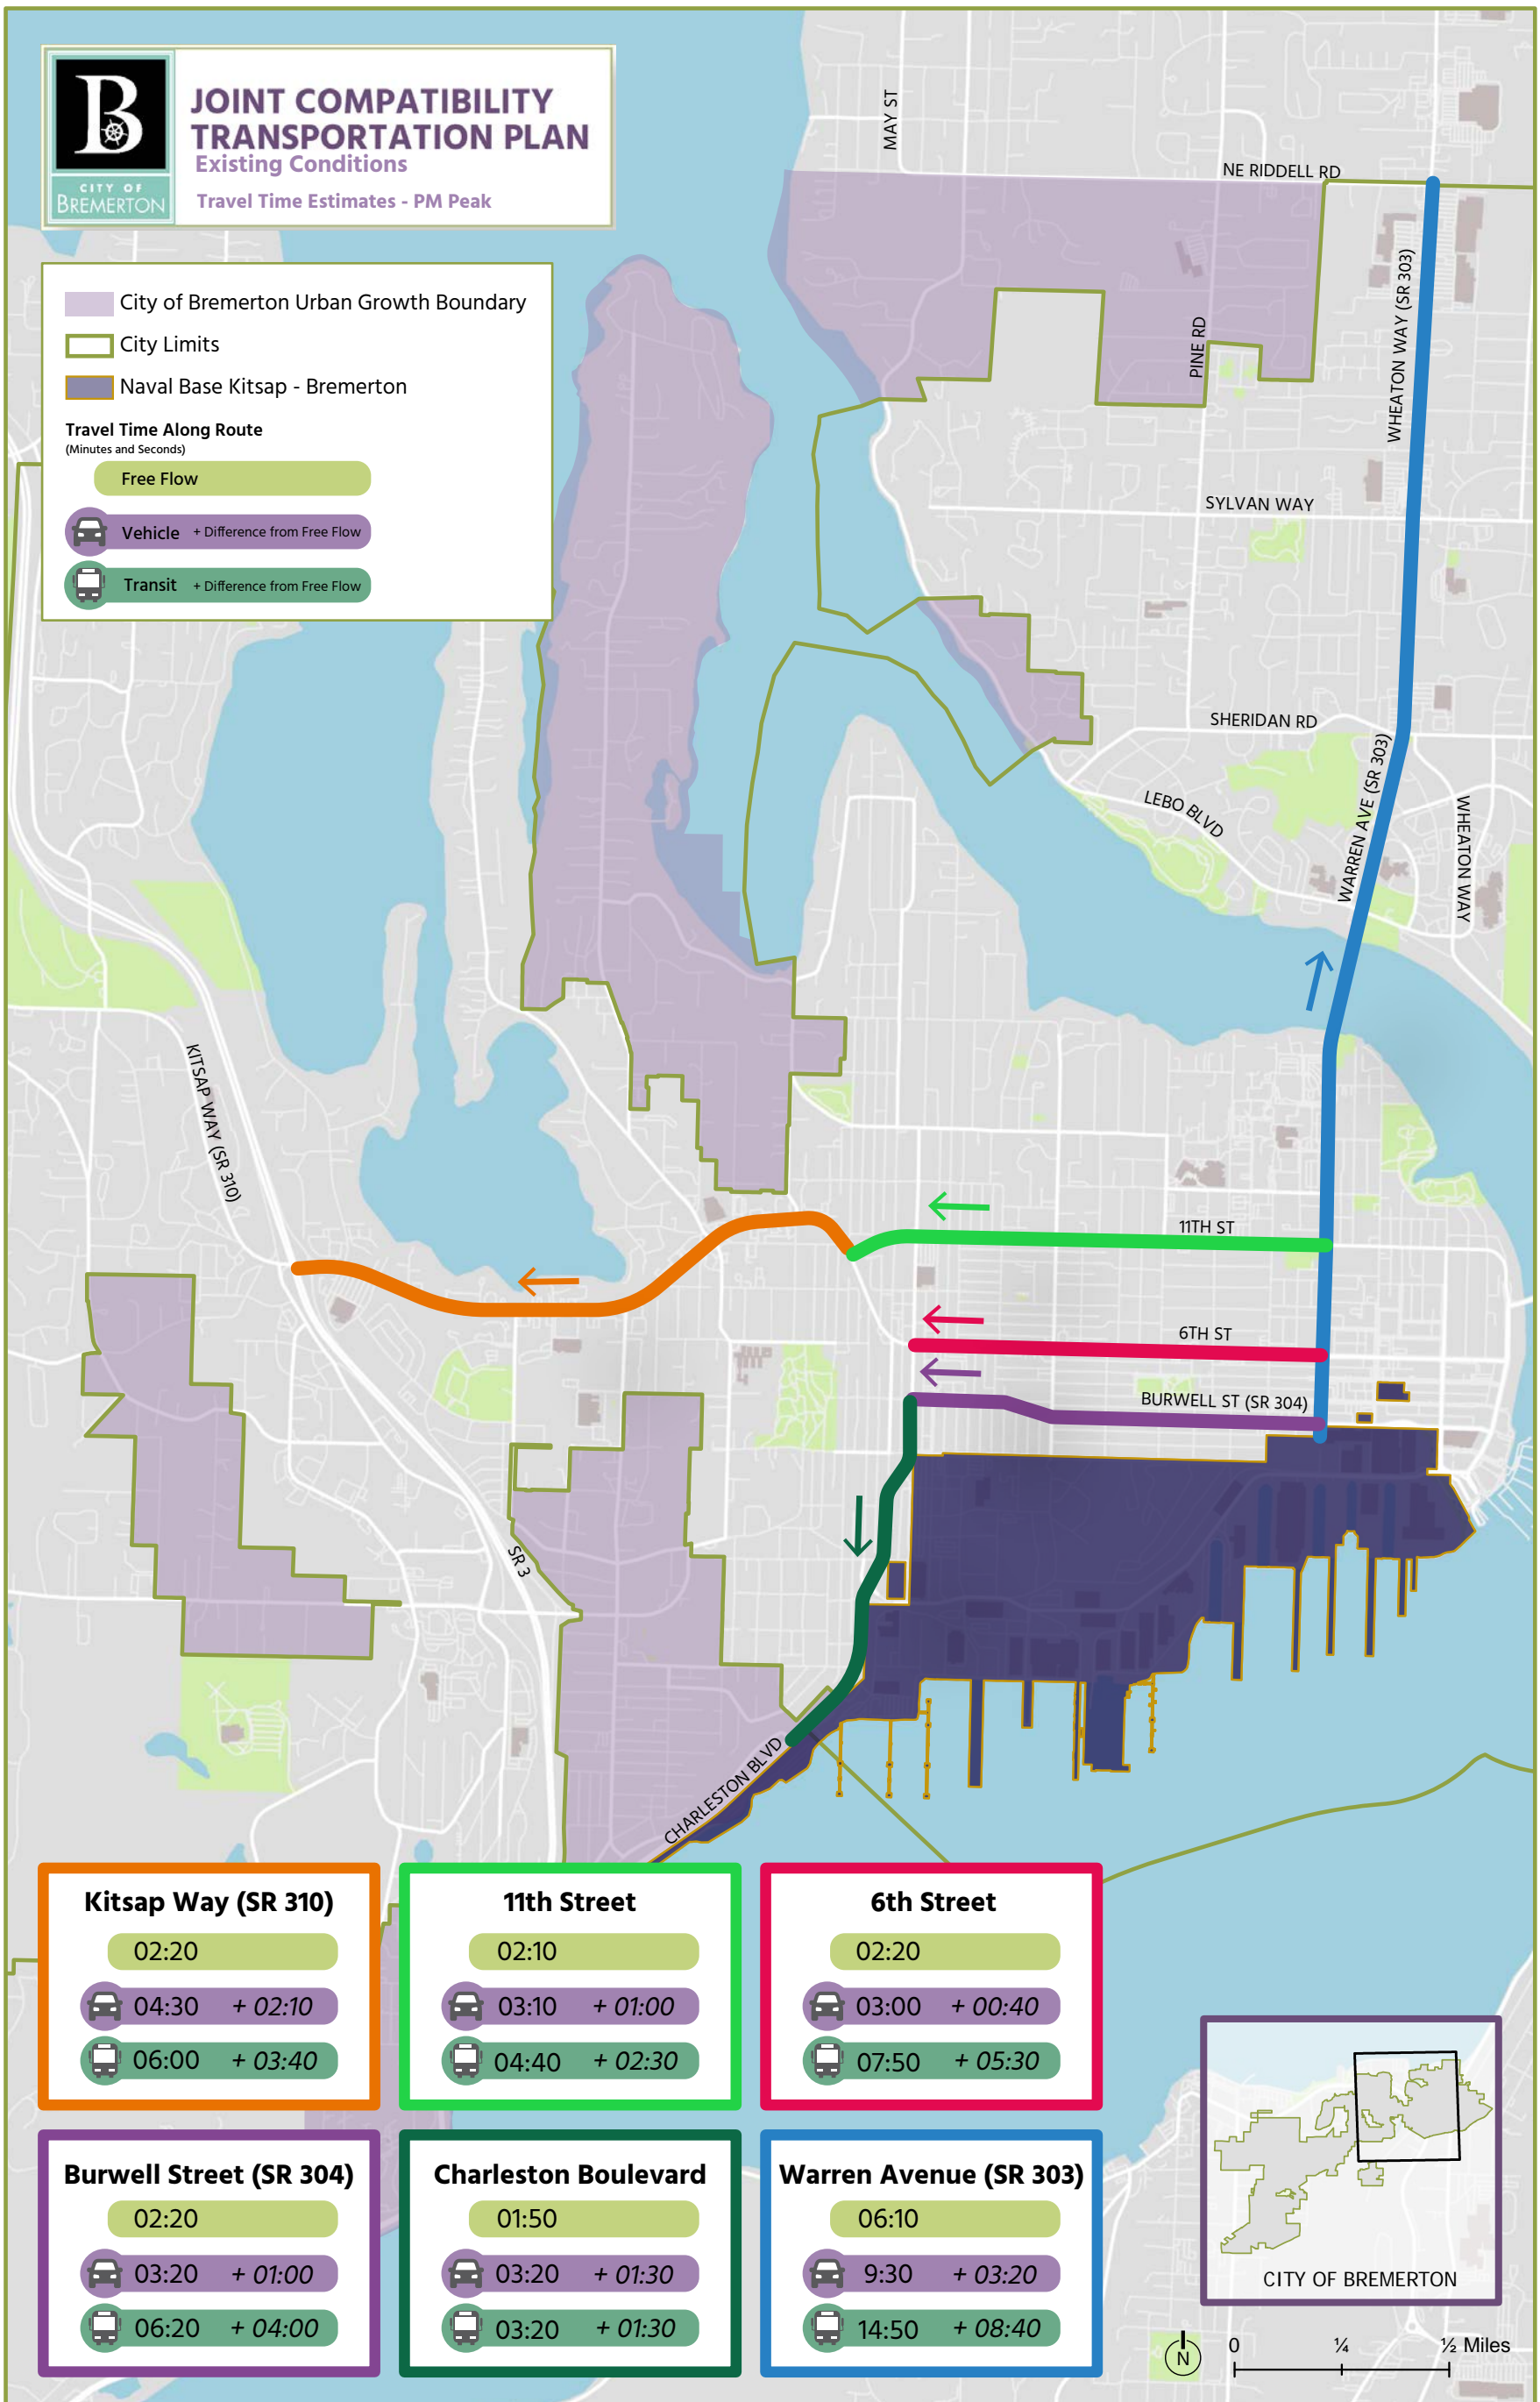 B
CITY OF
BREMERTON
JOINT COMPATIBILITY
TRANSPORTATION PLAN
Existing Conditions
Travel Time Estimates - PM Peak
City of Bremerton Urban Growth Boundary
City Limits
Naval Base Kitsap - Bremerton
Travel Time Along Route
(Minutes and Seconds)
Free Flow
Vehicle + Difference from Free Flow
Transit + Difference from Free Flow
MAY ST
NE RIDDELL RD
PINE RD
WHEATON WAY (SR 303)
SYLVAN WAY
SHERIDAN RD
LEBO BLVD
WARREN AVE (SR 303)
WHEATON WAY
KITSAP WAY (SR 310)
11TH ST
6TH ST
BURWELL ST (SR 304)
SR 3
CHARLESTON BLVD
Kitsap Way (SR 310)
02:20
04:30 + 02:10
06:00 + 03:40
11th Street
02:10
03:10 + 01:00
04:40 + 02:30
6th Street
02:20
03:00 + 00:40
07:50 + 05:30
Burwell Street (SR 304)
02:20
03:20 + 01:00
06:20 + 04:00
Charleston Boulevard
01:50
03:20 + 01:30
03:20 + 01:30
Warren Avenue (SR 303)
06:10
9:30 + 03:20
14:50 + 08:40
CITY OF BREMERTON
N
0 ¼ ½ Miles